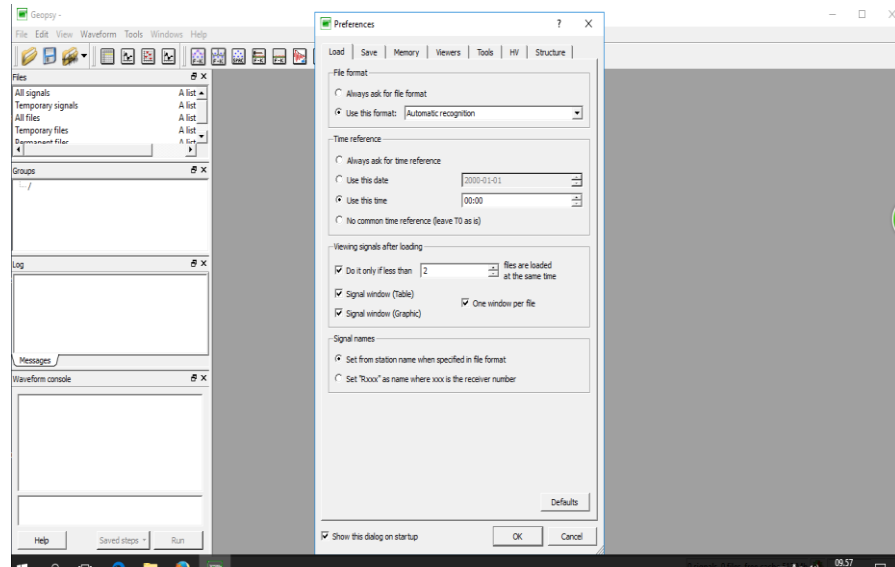 Geopsy -
File Edit View Waveform Tools Windows Help
Files
All signals A list
Temporary signals A list
All files A list
Temporary files A list
Permanent files A list
Groups
/
Log
Messages
Waveform console
Help Saved steps Run
Preferences ? X
Load Save Memory Viewers Tools HV Structure
File format
Always ask for file format
Use this format: Automatic recognition
Time reference
Always ask for time reference
Use this date 2000-01-01
Use this time 00:00
No common time reference (leave T0 as is)
Viewing signals after loading
Do it only if less than 2 files are loaded
at the same time
Signal window (Table)
One window per file
Signal window (Graphic)
Signal names
Set from station name when specified in file format
Set "Rxxx" as name where xxx is the receiver number
Defaults
Show this dialog on startup OK Cancel
09.57